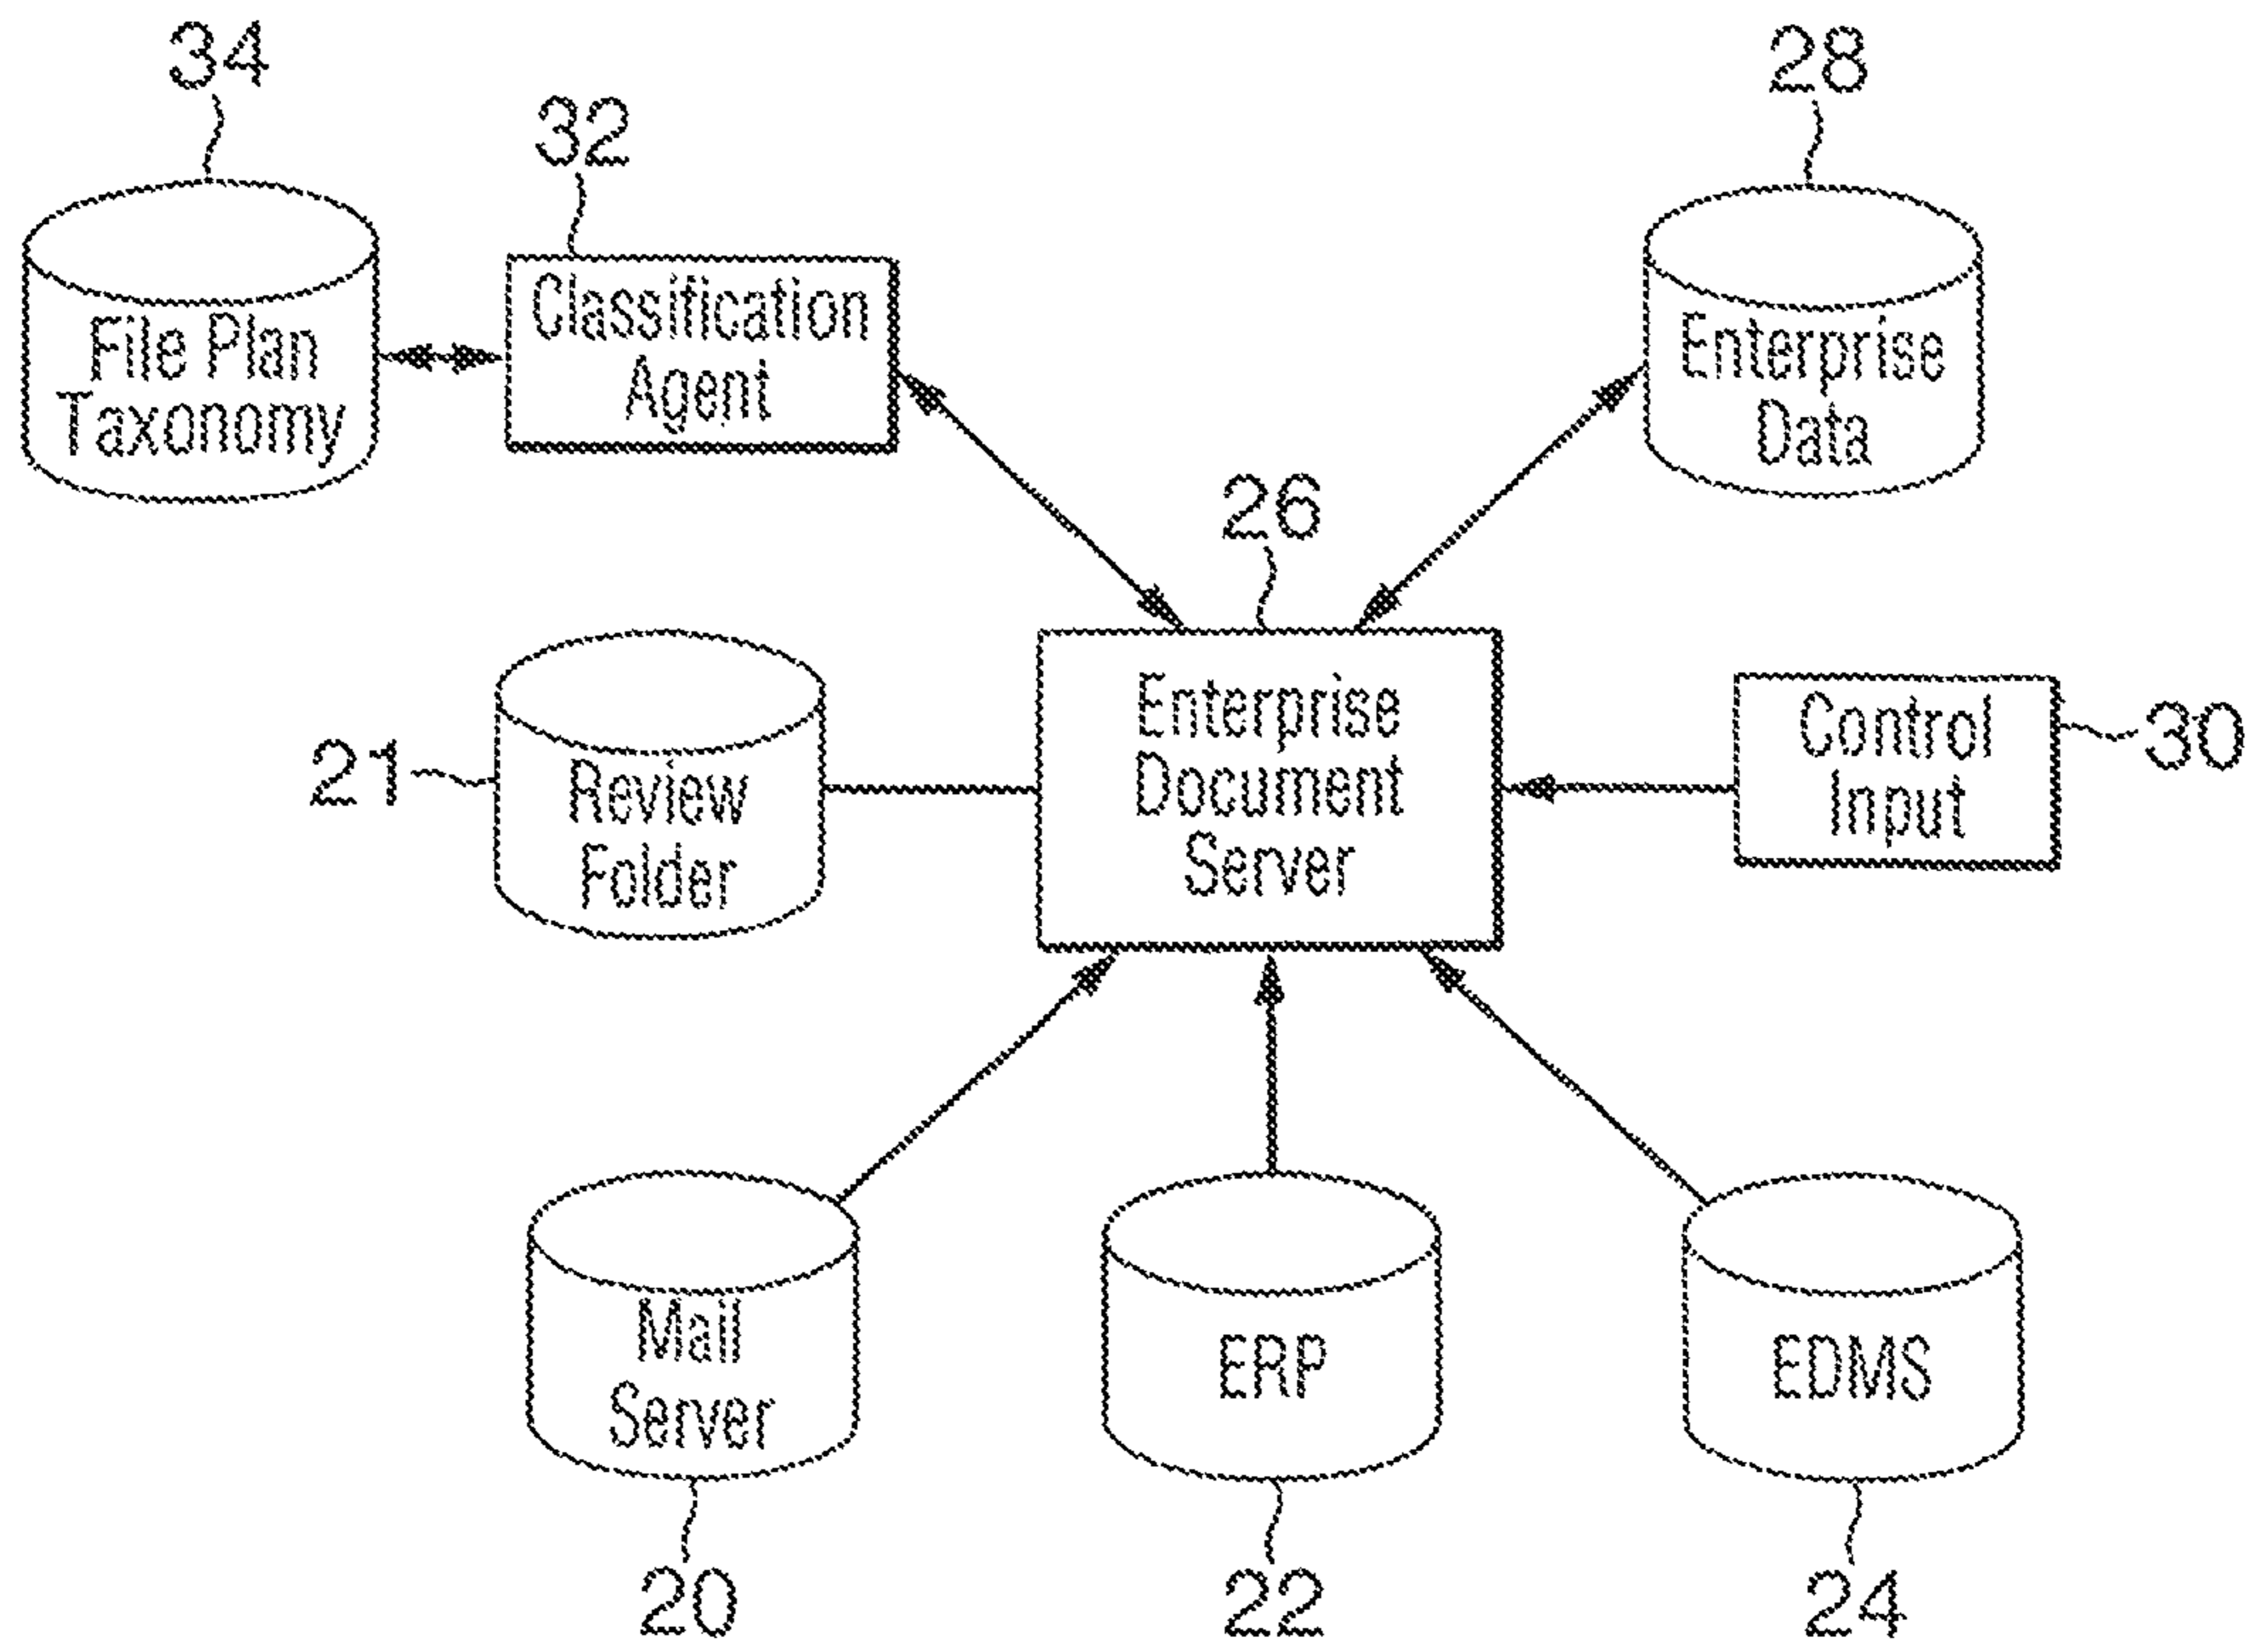 34
28
32
File Plan
Taxonomy
Classification
Agent
Enterprise
Data
26
21
Review
Folder
Enterprise
Document
Server
Control
Input
30
Mail
Server
ERP
EDMS
20
22
24